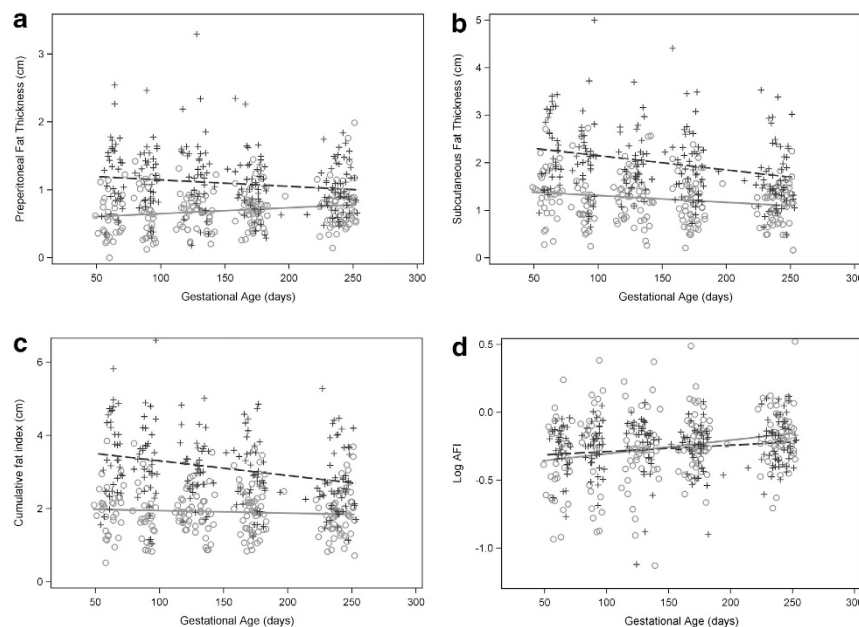 a
Preperitoneal Fat Thickness (cm)
3
2
1
0
50 100 150 200 250 300
Gestational Age (days)
b
Subcutaneous Fat Thickness (cm)
5
4
3
2
1
0
50 100 150 200 250 300
Gestational Age (days)
c
Cumulative fat index (cm)
6
4
2
0
50 100 150 200 250 300
Gestational Age (days)
d
Log AFI
0.5
0.0
-0.5
-1.0
50 100 150 200 250 300
Gestational Age (days)